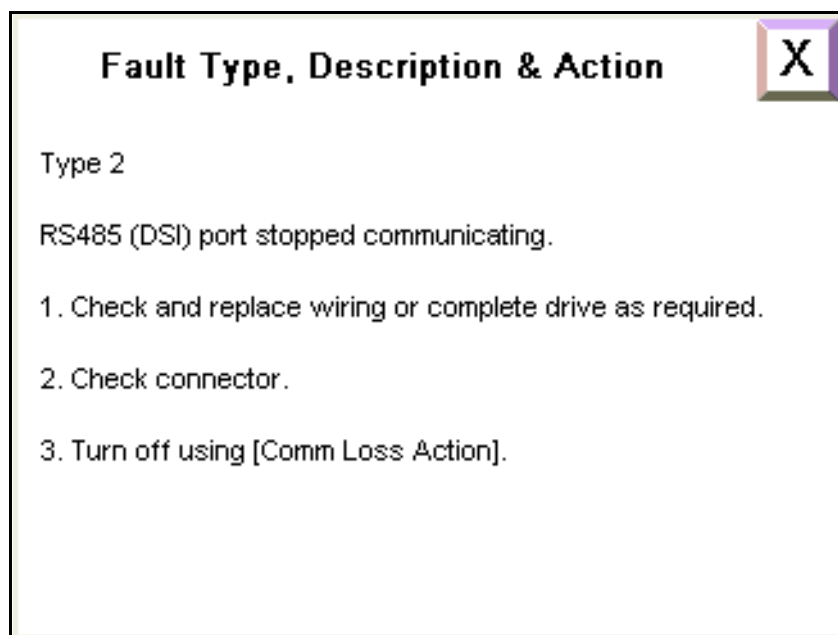 Fault Type, Description & Action
X
Type 2
RS485 (DSI) port stopped communicating.
1. Check and replace wiring or complete drive as required.
2. Check connector.
3. Turn off using [Comm Loss Action].